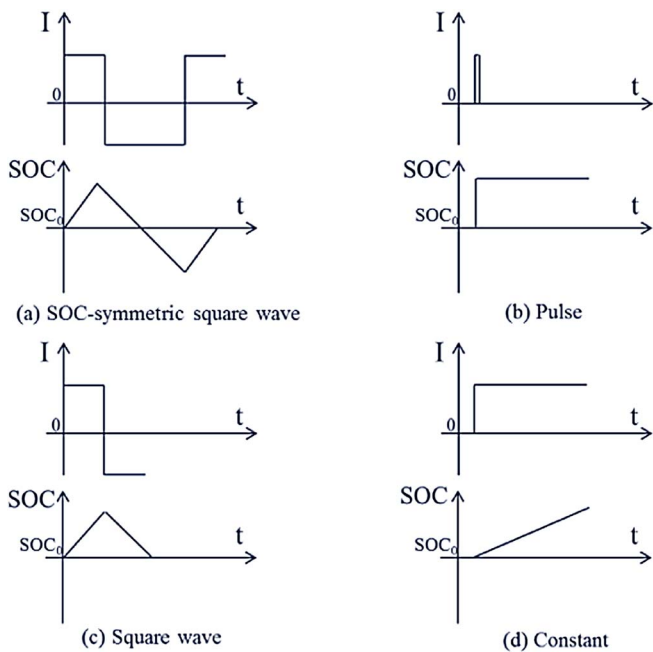 I
0
t
SOC
SOC₀
t
(a) SOC-symmetric square wave
I
0
t
SOC
SOC₀
t
(b) Pulse
I
0
t
SOC
SOC₀
t
(c) Square wave
I
0
t
SOC
SOC₀
t
(d) Constant